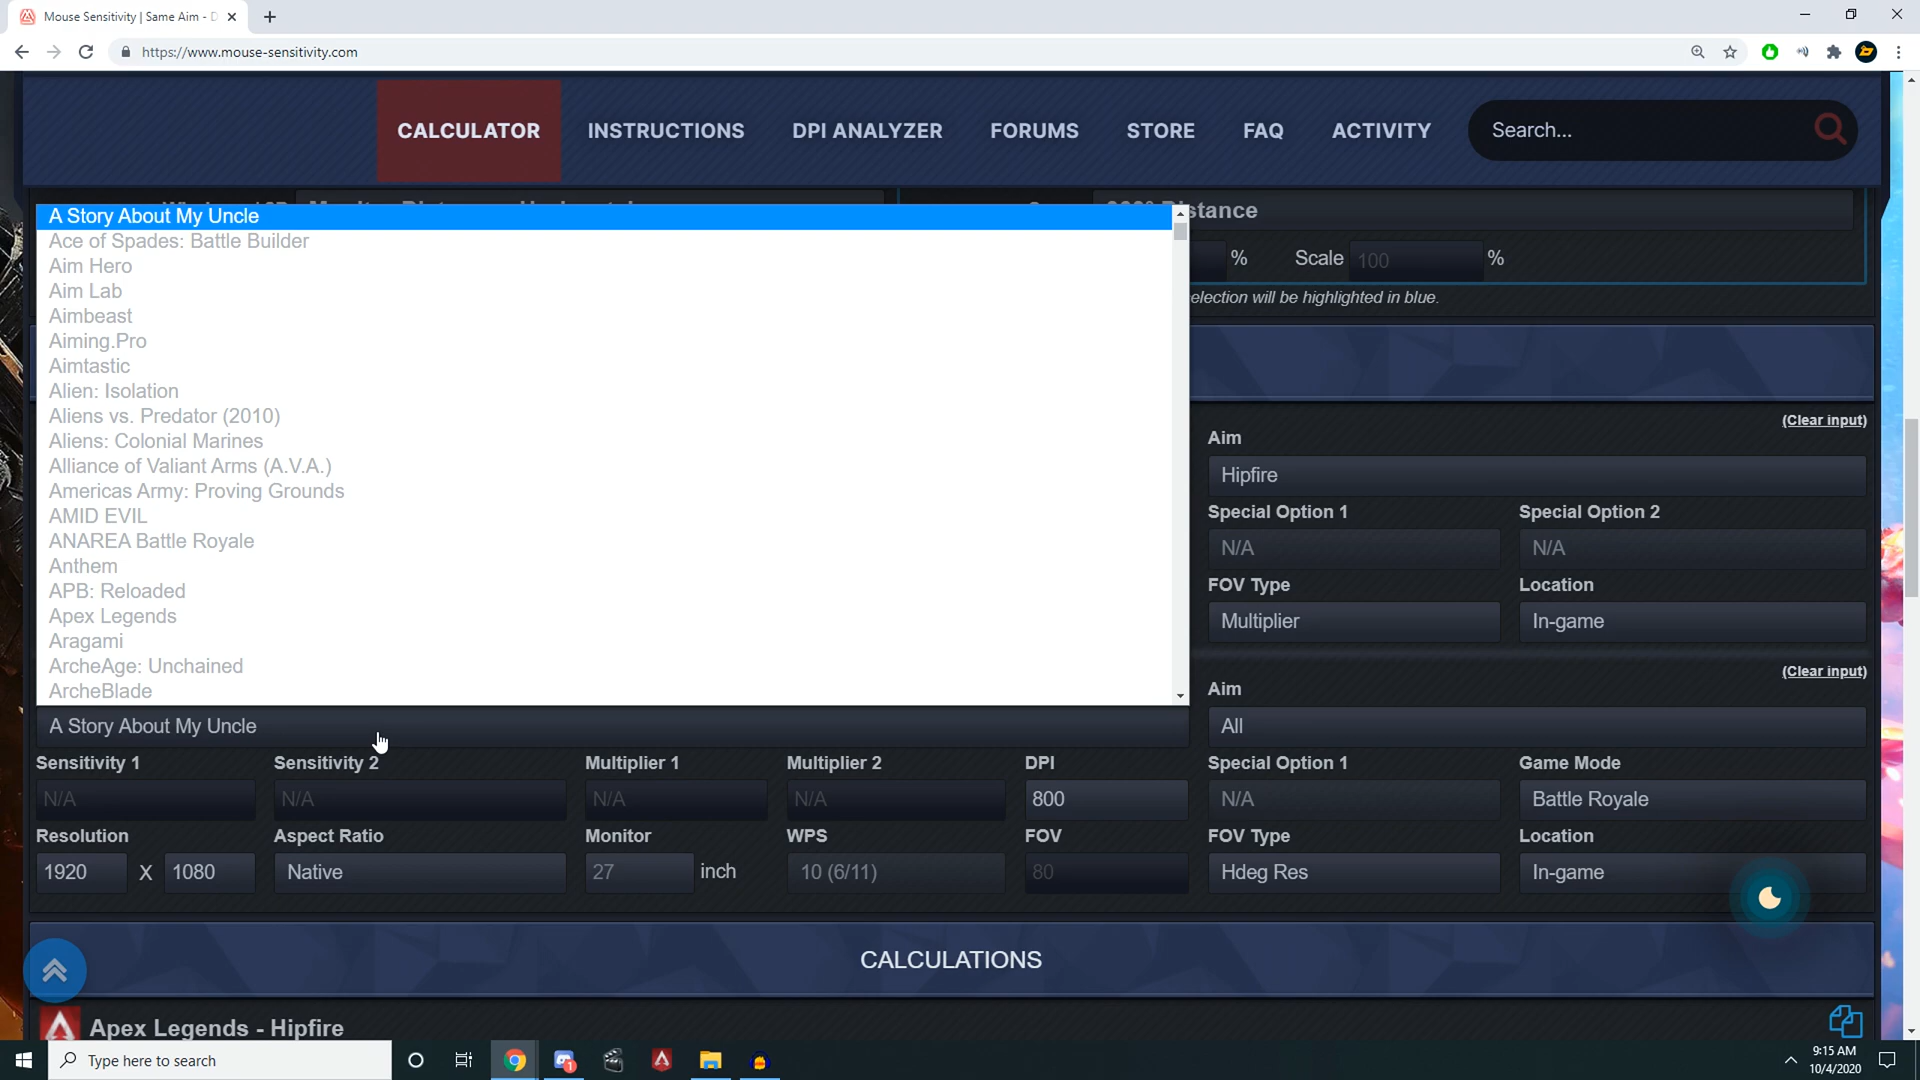 Mouse Sensitivity | Same Aim - D
https://www.mouse-sensitivity.com
CALCULATOR
INSTRUCTIONS
DPI ANALYZER
FORUMS
STORE
FAQ
ACTIVITY
Search...
A Story About My Uncle
Ace of Spades: Battle Builder
Aim Hero
Aim Lab
Aimbeast
Aiming.Pro
Aimtastic
Alien: Isolation
Aliens vs. Predator (2010)
Aliens: Colonial Marines
Alliance of Valiant Arms (A.V.A.)
Americas Army: Proving Grounds
AMID EVIL
ANAREA Battle Royale
Anthem
APB: Reloaded
Apex Legends
Aragami
ArcheAge: Unchained
ArcheBlade
A Story About My Uncle
stance
% Scale 100 %
election will be highlighted in blue.
(Clear input)
Aim
Hipfire
Special Option 1 Special Option 2
N/A N/A
FOV Type Location
Multiplier In-game
(Clear input)
Aim
All
Sensitivity 1 Sensitivity 2 Multiplier 1 Multiplier 2 DPI Special Option 1 Game Mode
N/A N/A N/A N/A 800 N/A Battle Royale
Resolution Aspect Ratio Monitor WPS FOV FOV Type Location
1920 X 1080 Native 27 inch 10 (6/11) 80 Hdeg Res In-game
CALCULATIONS
Apex Legends - Hipfire
Type here to search
1
9:15 AM
10/4/2020